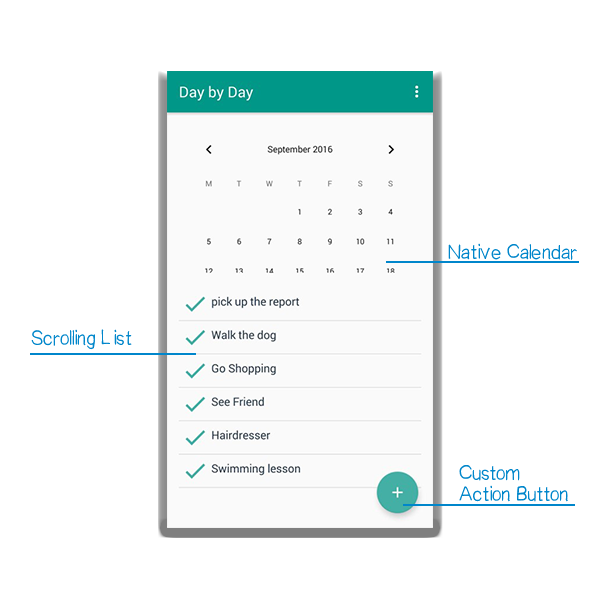 Day by Day
September 2016
M T W T F S S
1 2 3 4
5 6 7 8 9 10 11
12 13 14 15 16 17 18
Native Calendar
pick up the report
Walk the dog
Scrolling List
Go Shopping
See Friend
Hairdresser
Swimming lesson
Custom
Action Button
+